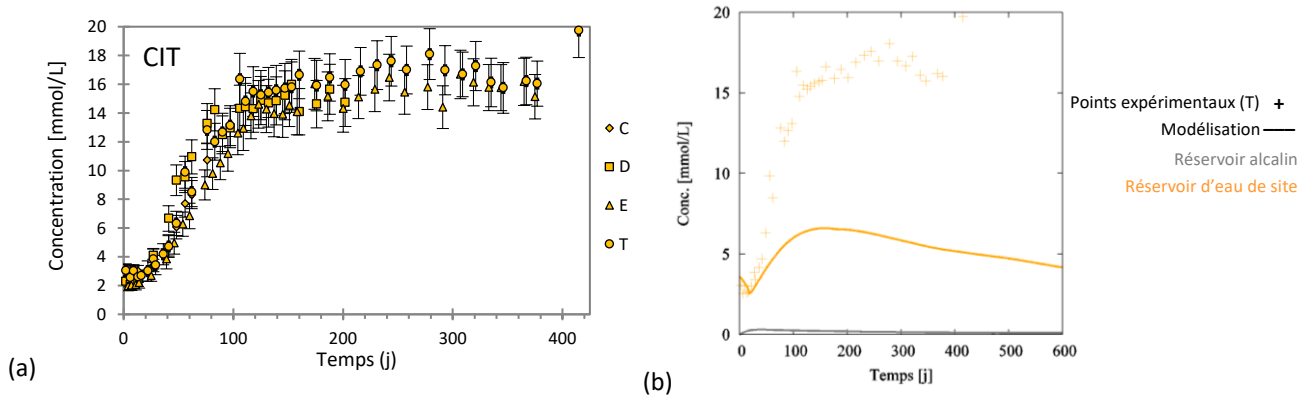 CIT
Concentration [mmol/L]
20
18
16
14
12
10
8
6
4
2
0
0
100
200
300
400
Temps (j)
C
D
E
T
(a)
Conc. [mmol/L]
20
15
10
5
0
0
100
200
300
400
500
600
Temps [j]
Points expérimentaux (T)
Modélisation
Réservoir alcalin
Réservoir d'eau de site
(b)